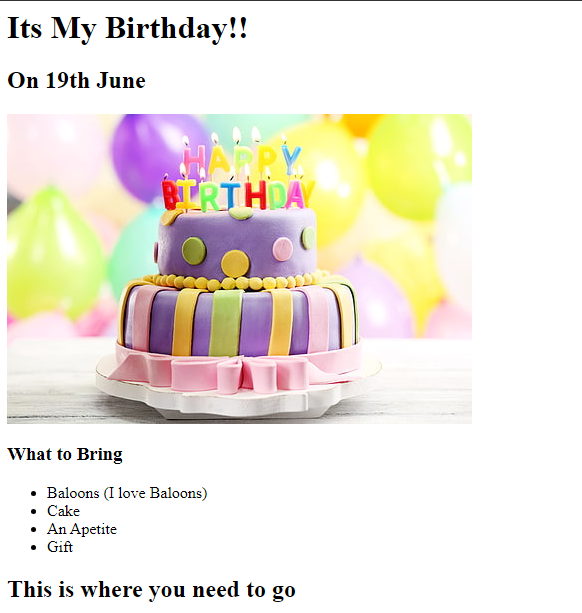 Its My Birthday!!
On 19th June
HAPPY
BIRTHDAY
What to Bring
Baloons (I love Baloons)
Cake
An Apetite
Gift
This is where you need to go